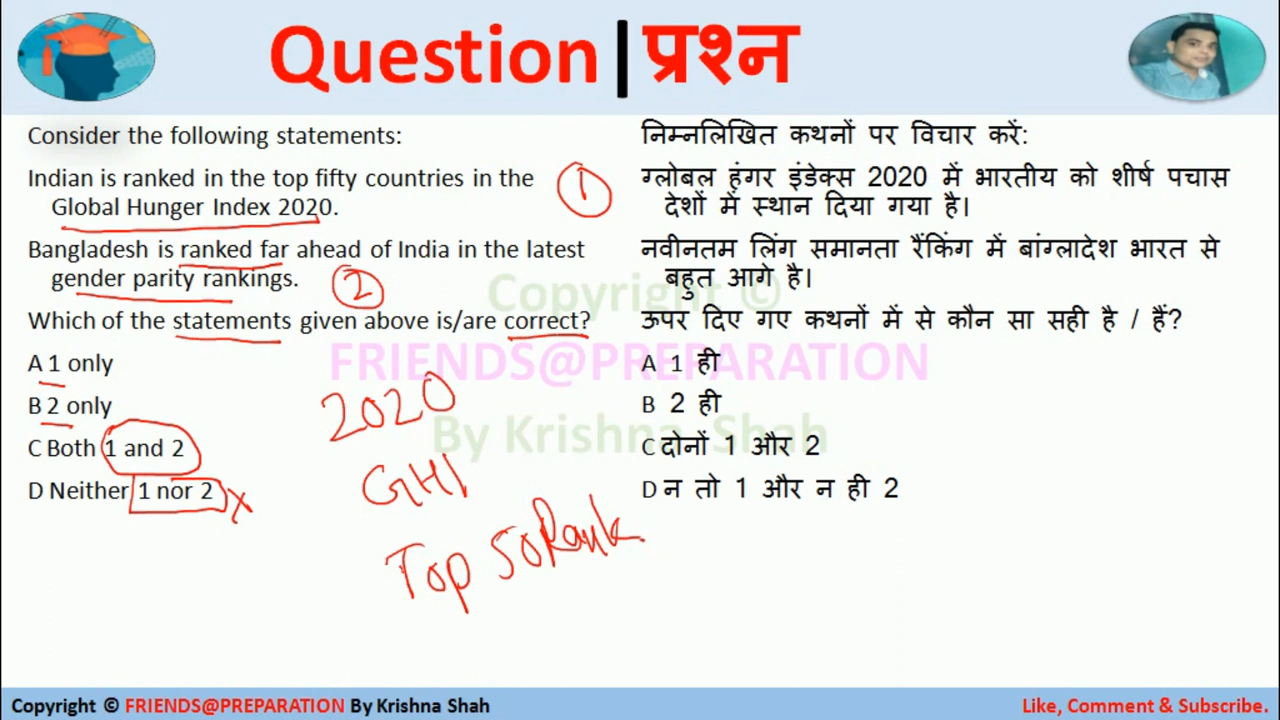 Question|प्रश्न
Consider the following statements:
Indian is ranked in the top fifty countries in the
Global Hunger Index 2020.
1
Bangladesh is ranked far ahead of India in the latest
gender parity rankings.
2
Which of the statements given above is/are correct?
A 1 only
B 2 only
C Both 1 and 2
D Neither 1 nor 2
2020
GHI
Top 50 Rank
निम्नलिखित कथनों पर विचार करें:
ग्लोबल हंगर इंडेक्स 2020 में भारतीय को शीर्ष पचास
देशों में स्थान दिया गया है।
नवीनतम लिंग समानता रैंकिंग में बांग्लादेश भारत से
बहुत आगे है।
ऊपर दिए गए कथनों में से कौन सा सही है / हैं?
A 1 ही
B 2 ही
C दोनों 1 और 2
D न तो 1 और न ही 2
Copyright ©
FRIENDS@PREPARATION
By Krishna Shah
Copyright © FRIENDS@PREPARATION By Krishna Shah
Like, Comment & Subscribe.